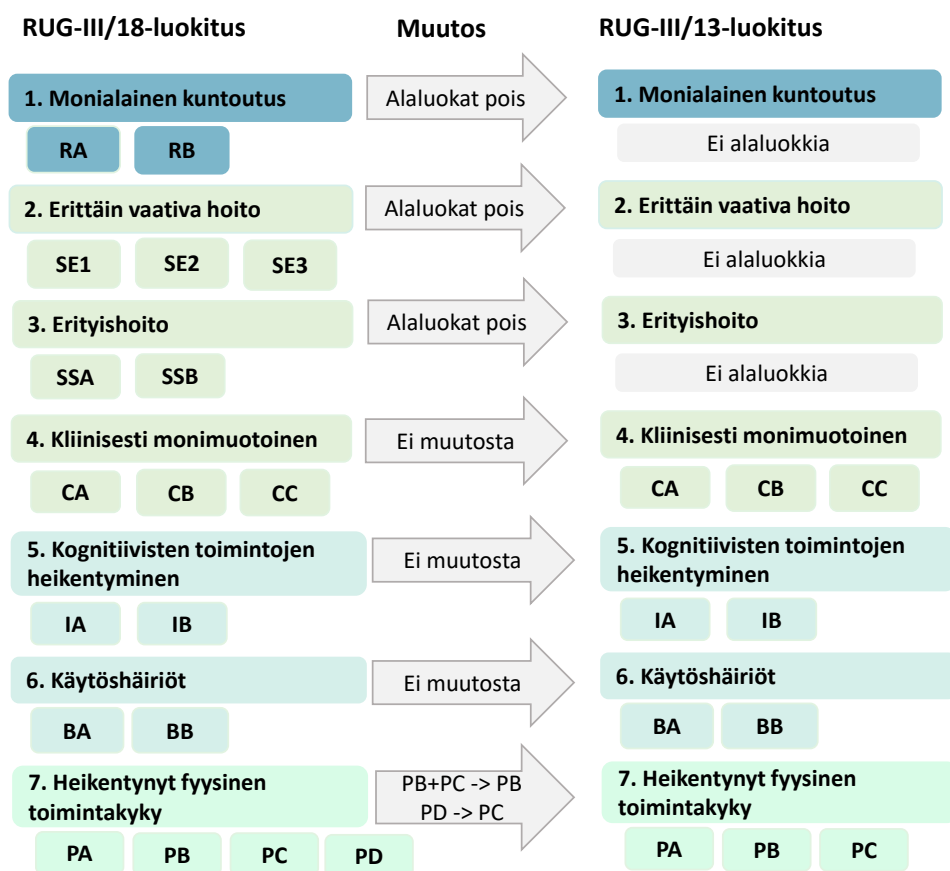 RUG-III/18-luokitus Muutos RUG-III/13-luokitus
1. Monialainen kuntoutus Alaluokat pois 1. Monialainen kuntoutus
RA RB Ei alaluokkia
2. Erittäin vaativa hoito Alaluokat pois 2. Erittäin vaativa hoito
SE1 SE2 SE3 Ei alaluokkia
3. Erityishoito Alaluokat pois 3. Erityishoito
SSA SSB Ei alaluokkia
4. Kliinisesti monimuotoinen Ei muutosta 4. Kliinisesti monimuotoinen
CA CB CC CA CB CC
5. Kognitiivisten toimintojen Ei muutosta 5. Kognitiivisten toimintojen
heikentyminen heikentyminen
IA IB IA IB
6. Käytöshäiriöt Ei muutosta 6. Käytöshäiriöt
BA BB BA BB
7. Heikentynyt fyysinen PB+PC -> PB 7. Heikentynyt fyysinen
toimintakyky PD -> PC toimintakyky
PA PB PC PD PA PB PC